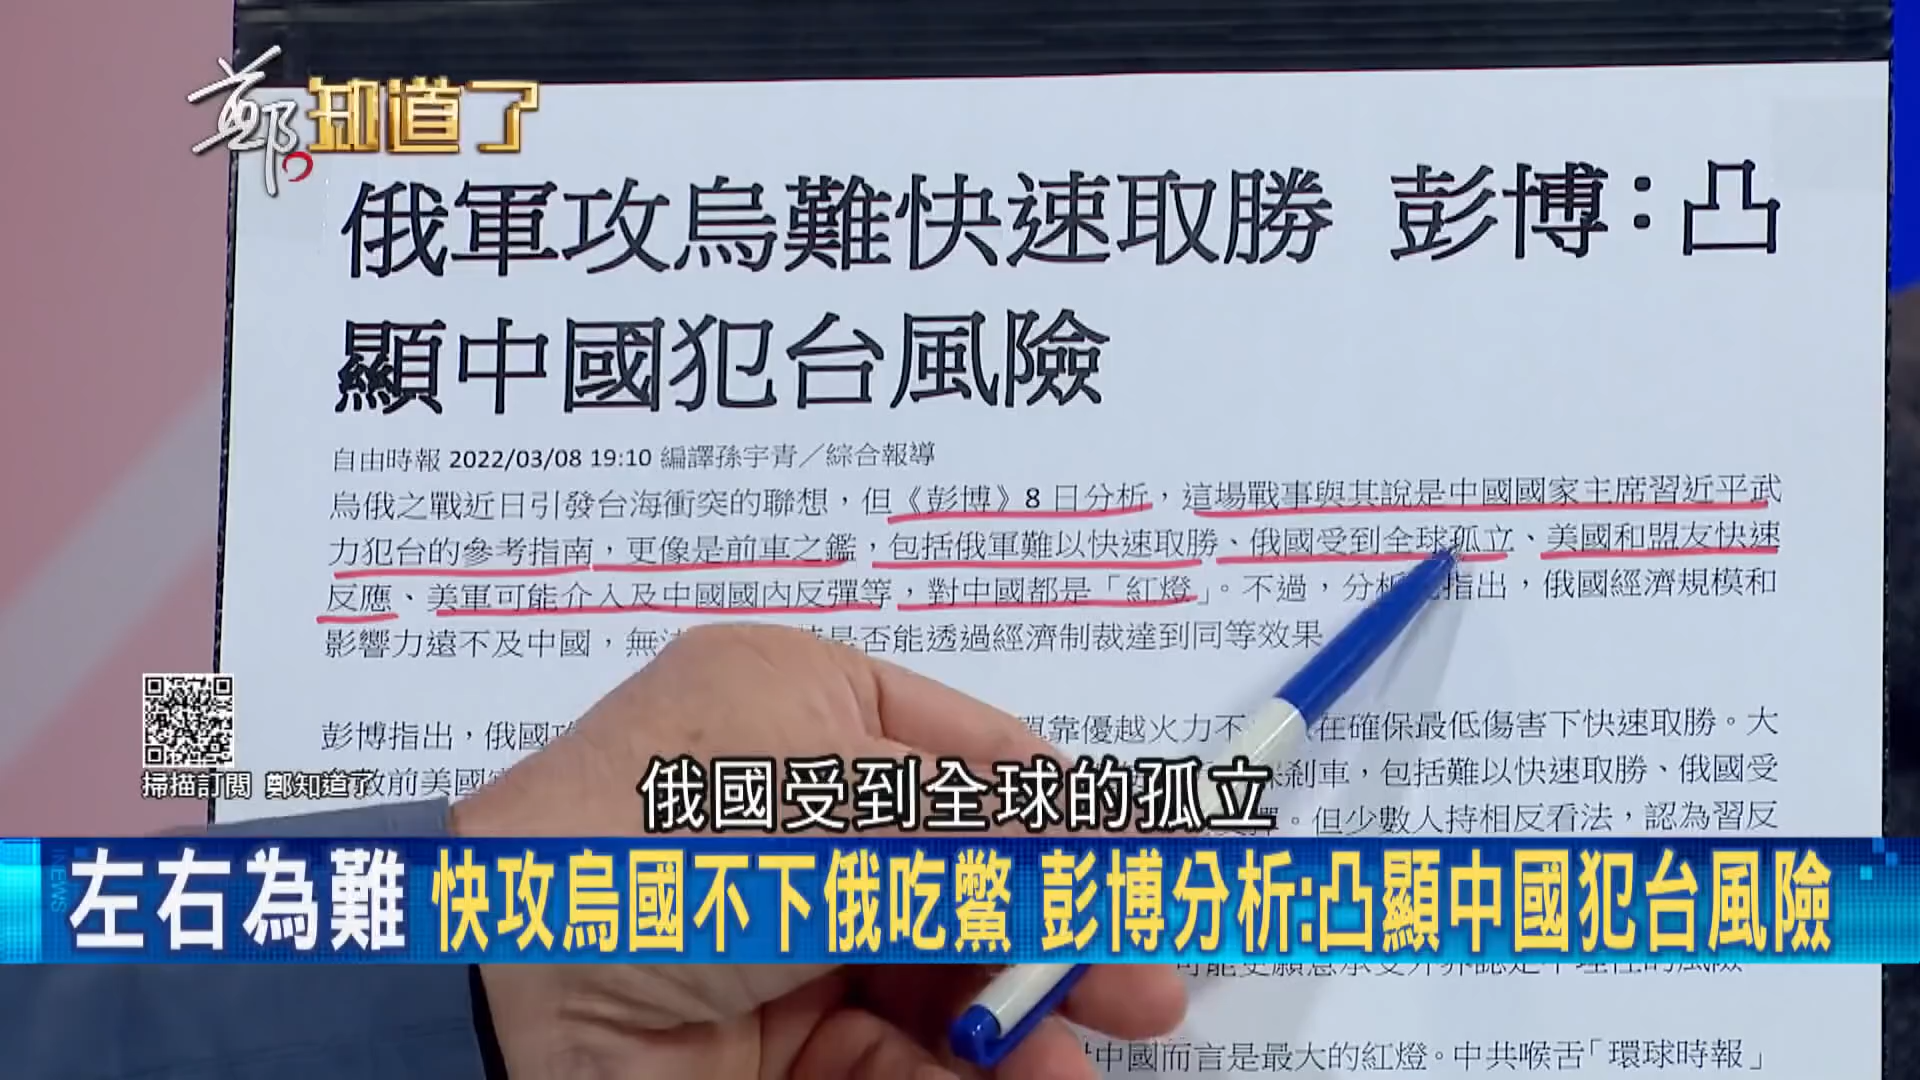 鄭知道了
俄軍攻烏難快速取勝 彭博：凸
顯中國犯台風險
自由時報 2022/03/08 19:10 編譯孫宇青／綜合報導
烏俄之戰近日引發台海衝突的聯想，但《彭博》8 日分析，這場戰事與其說是中國國家主席習近平武
力犯台的參考指南，更像是前車之鑑，包括俄軍難以快速取勝、俄國受到全球孤立、美國和盟友快速
反應、美軍可能介入及中國國內反彈等，對中國都是「紅燈」。不過，分析 指出，俄國經濟規模和
影響力遠不及中國，無 是否能透過經濟制裁達到同等效果
彭博指出，俄國 單靠優越火力不 在確保最低傷害下快速取勝。大
敵前美國 剎車，包括難以快速取勝、俄國受
。但少數人持相反看法，認為習反
掃描訂閱 鄭知道了
俄國受到全球的孤立
INEWS
左右為難 快攻烏國不下俄吃鱉 彭博分析:凸顯中國犯台風險
中國而言是最大的紅燈。中共喉舌「環球時報」